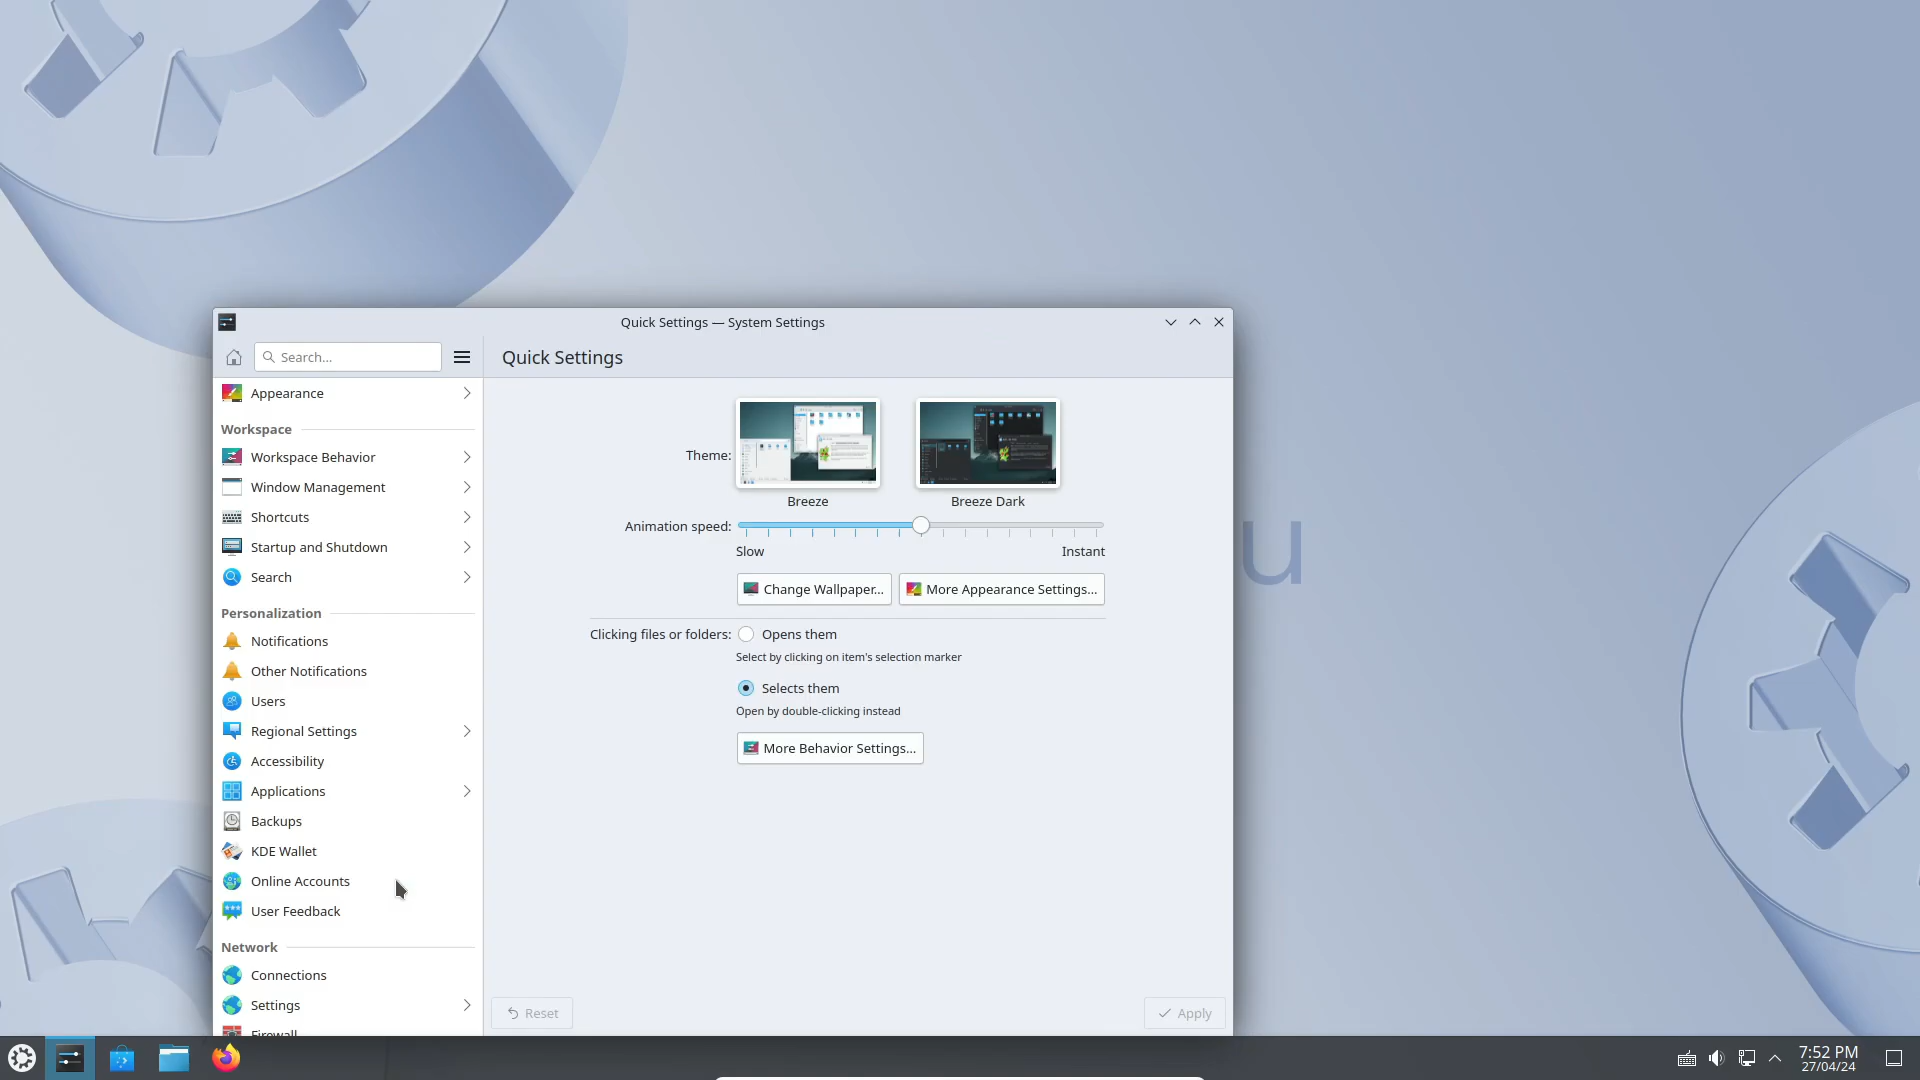 Quick Settings — System Settings
Search...
Quick Settings
Appearance
Workspace
Workspace Behavior
Window Management
Shortcuts
Startup and Shutdown
Search
Personalization
Notifications
Other Notifications
Users
Regional Settings
Accessibility
Applications
Backups
KDE Wallet
Online Accounts
User Feedback
Network
Connections
Settings
Firewall
Theme:
Breeze
Breeze Dark
Animation speed:
Slow
Instant
Change Wallpaper...
More Appearance Settings...
Clicking files or folders:
Opens them
Select by clicking on item's selection marker
Selects them
Open by double-clicking instead
More Behavior Settings...
Reset
Apply
u
7:52 PM
27/04/24